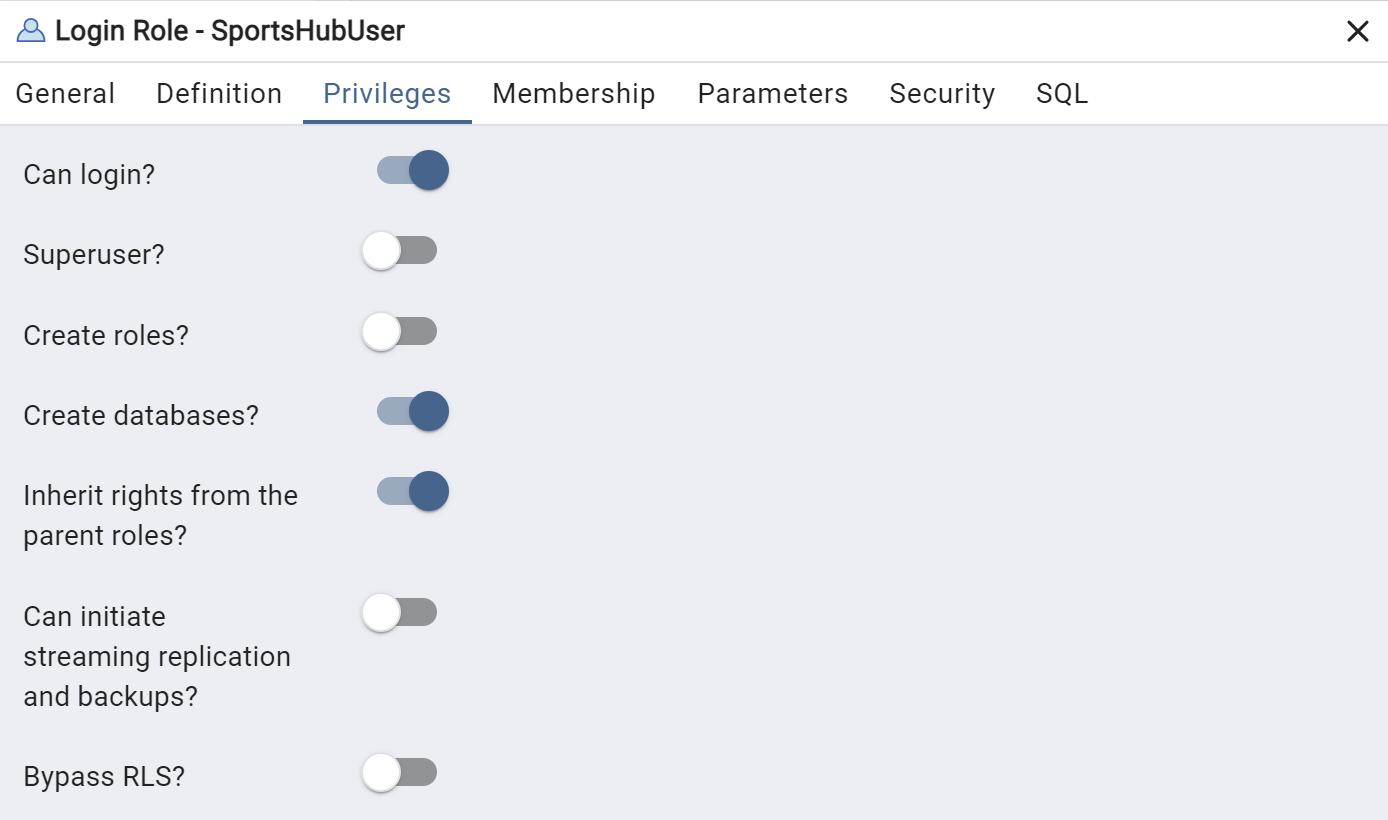 Login Role - SportsHubUser
General Definition Privileges Membership Parameters Security SQL
Can login?
Superuser?
Create roles?
Create databases?
Inherit rights from the
parent roles?
Can initiate
streaming replication
and backups?
Bypass RLS?